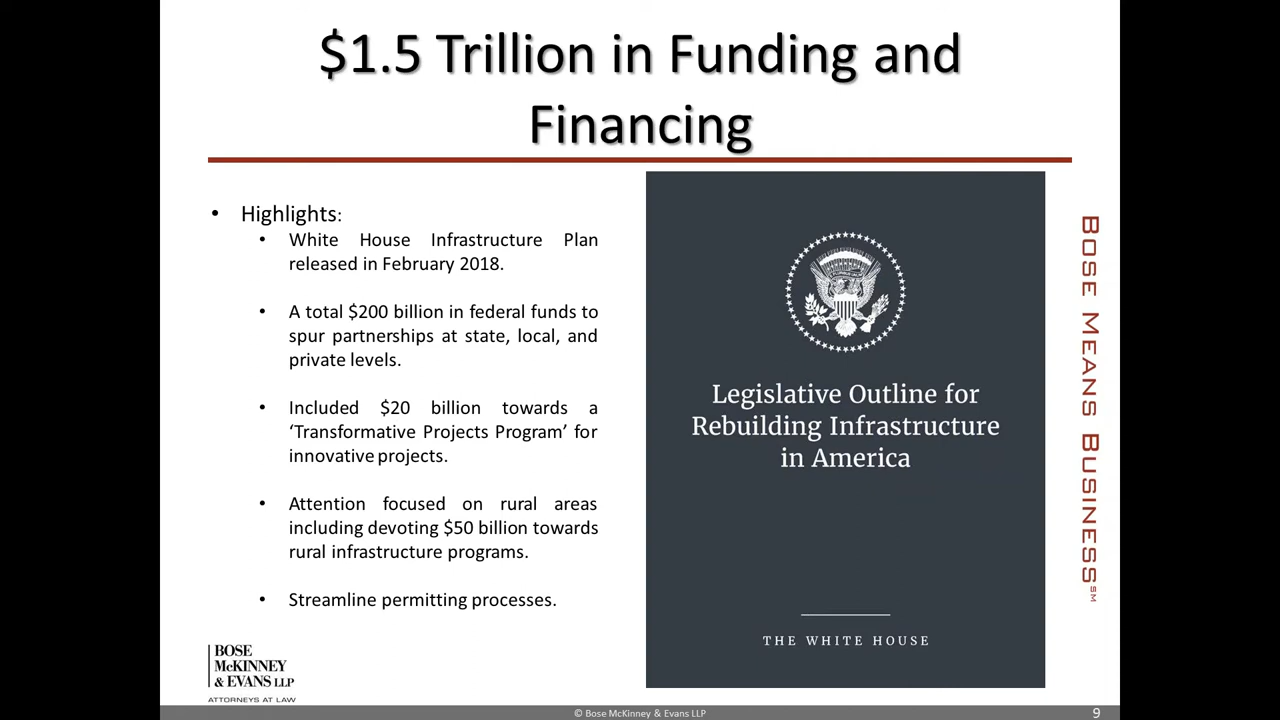 $1.5 Trillion in Funding and
Financing
• Highlights:
• White House Infrastructure Plan
released in February 2018.
• A total $200 billion in federal funds to
spur partnerships at state, local, and
private levels.
• Included $20 billion towards a
‘Transformative Projects Program’ for
innovative projects.
• Attention focused on rural areas
including devoting $50 billion towards
rural infrastructure programs.
• Streamline permitting processes.
Legislative Outline for
Rebuilding Infrastructure
in America
THE WHITE HOUSE
BOSE MEANS BUSINESS℠
BOSE
McKINNEY
& EVANS LLP
ATTORNEYS AT LAW
© Bose McKinney & Evans LLP
9